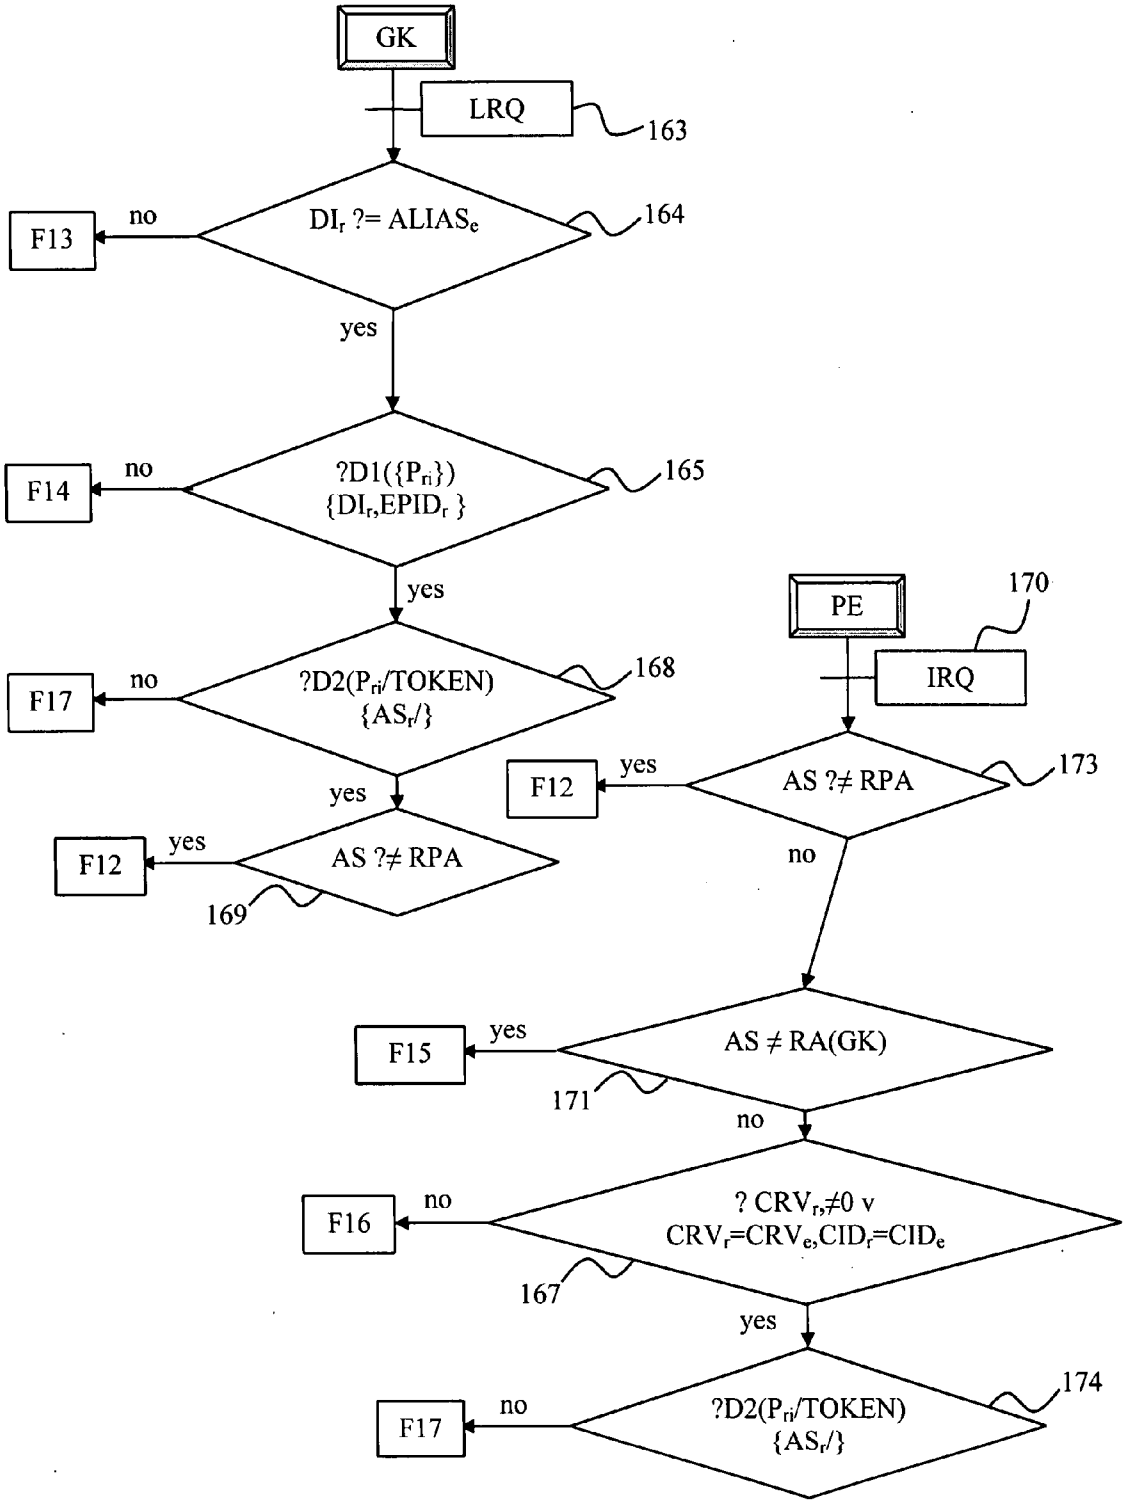 GK
LRQ
163
DIr ?= ALIASe
164
no
F13
yes
?D1({Pri})
{DIr,EPIDr }
165
no
F14
yes
?D2(Pri/TOKEN)
{ASr/}
168
no
F17
yes
AS ?≠ RPA
yes
F12
169
PE
170
IRQ
AS ?≠ RPA
173
yes
F12
no
AS ≠ RA(GK)
yes
F15
171
no
? CRVr,≠0 v
CRVr=CRVe,CIDr=CIDe
no
F16
167
yes
?D2(Pri/TOKEN)
{ASr/}
174
no
F17